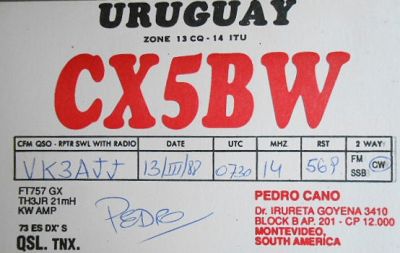 URUGUAY
ZONE 13 CQ - 14 ITU
CX5BW
CFM QSO - RPTR SWL WITH RADIO DATE UTC MHZ RST 2 WAY
VK3AJJ 13/III/88 0730 14 569 FM
SSB CW
FT757 GX
TH3JR 21mH
KW AMP
PEDRO
73 ES DX'S
QSL. TNX.
PEDRO CANO
Dr. IRURETA GOYENA 3410
BLOCK B AP. 201 - CP 12.000
MONTEVIDEO,
SOUTH AMERICA